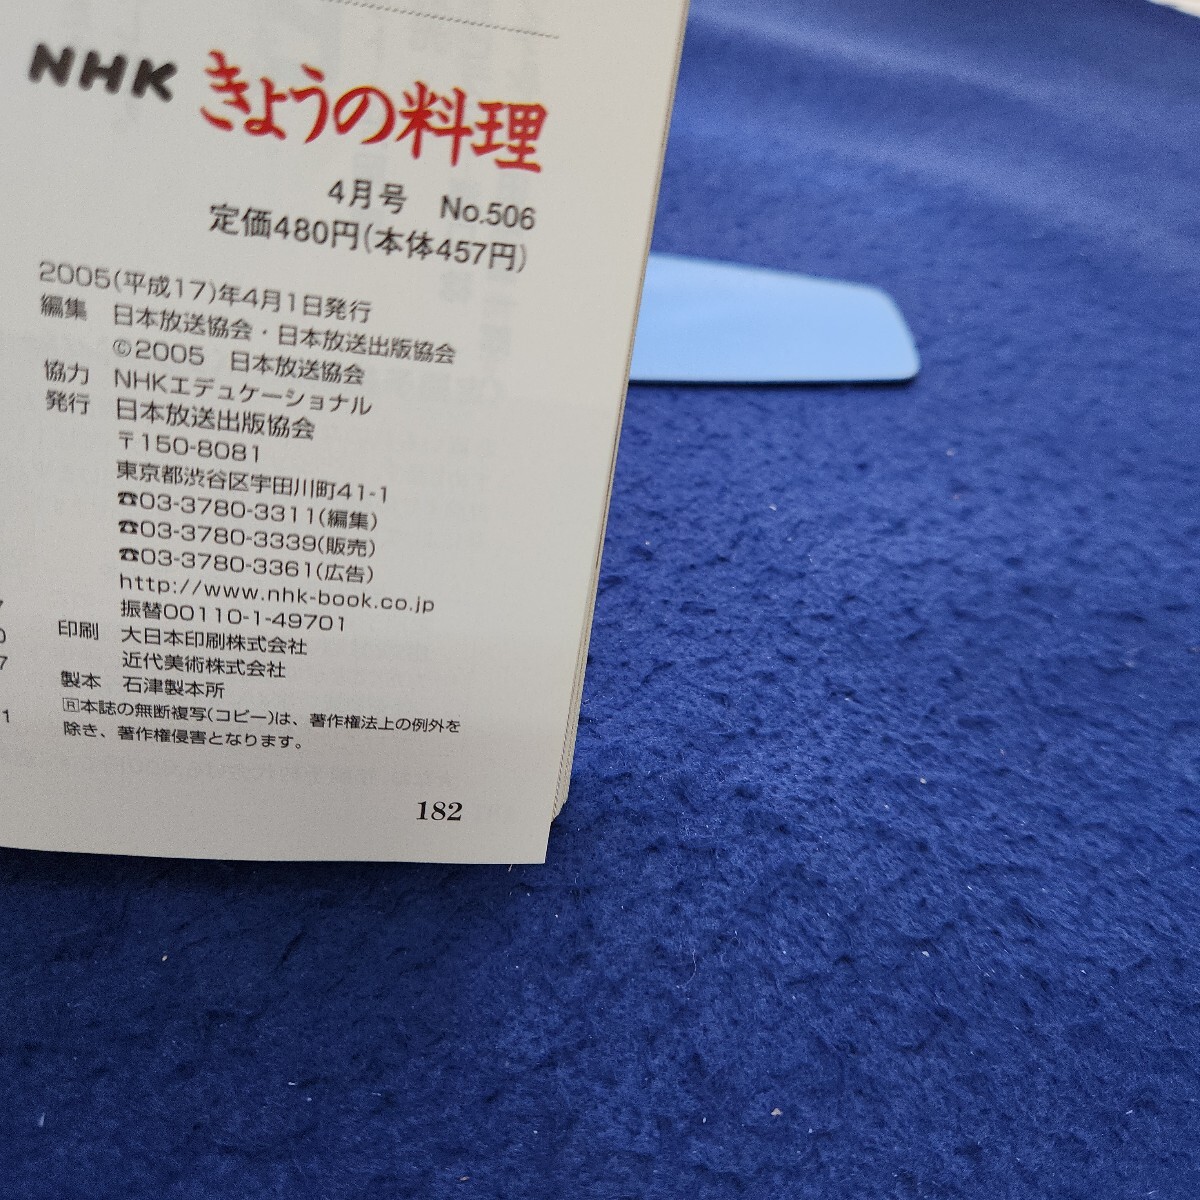 NHK きょうの料理
4月号 No.506
定価480円(本体457円)
2005(平成17)年4月1日発行
編集 日本放送協会・日本放送出版協会
©2005 日本放送協会
協力 NHKエデュケーショナル
発行 日本放送出版協会
〒150-8081
東京都渋谷区宇田川町41-1
☎03-3780-3311(編集)
☎03-3780-3339(販売)
☎03-3780-3361(広告)
http://www.nhk-book.co.jp
振替00110-1-49701
印刷 大日本印刷株式会社
近代美術株式会社
製本 石津製本所
Ⓡ本誌の無断複写(コピー)は、著作権法上の例外を
除き、著作権侵害となります。
182